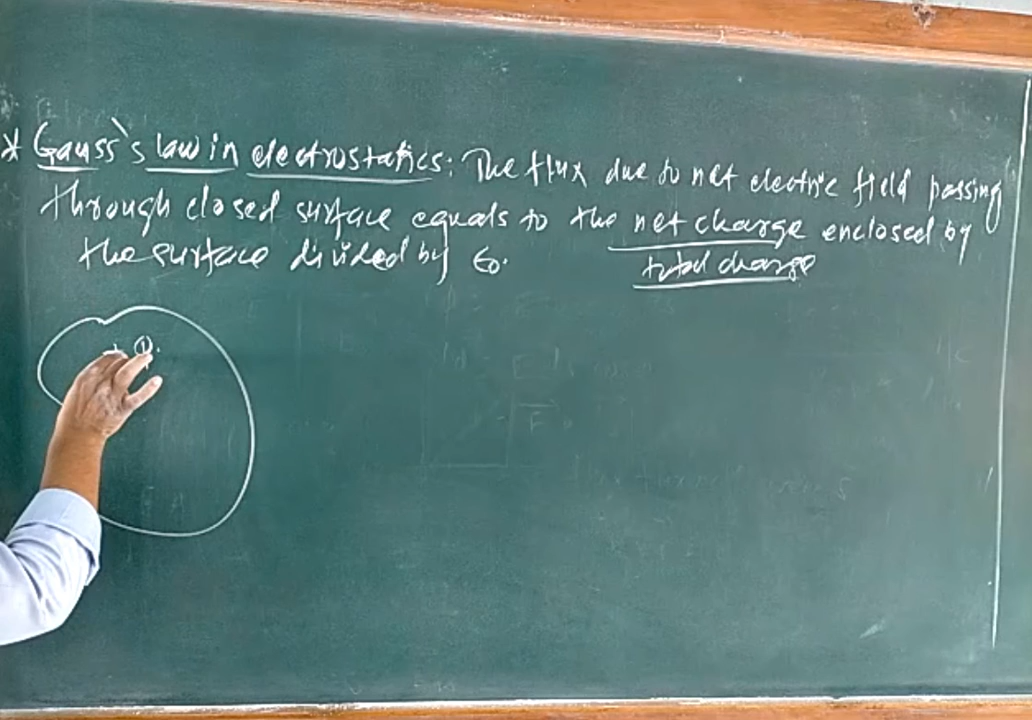 * Gauss's law in electrostatics: The flux due to net electric field passing
through closed surface equals to the net charge enclosed by
the surface divided by ϵ0.
total charge